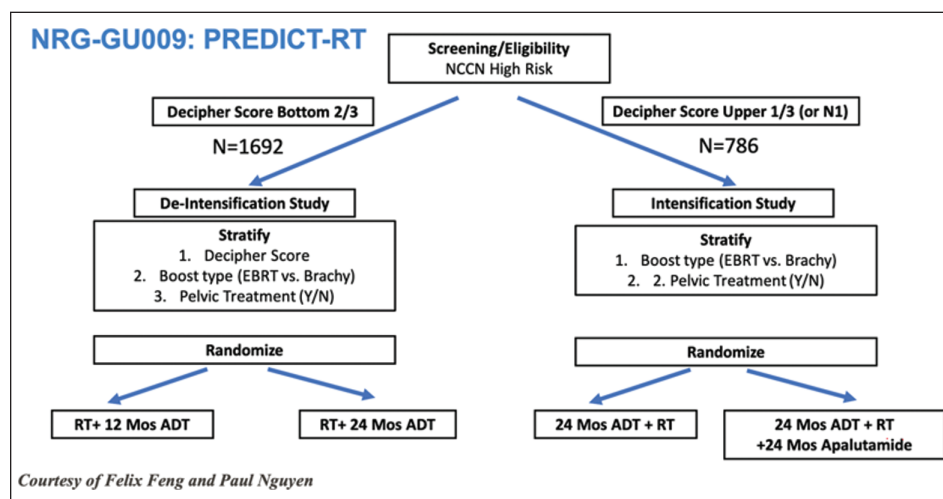 NRG-GU009: PREDICT-RT
Screening/Eligibility
NCCN High Risk
Decipher Score Bottom 2/3
Decipher Score Upper 1/3 (or N1)
N=1692
N=786
De-Intensification Study
Intensification Study
Stratify
1. Decipher Score
2. Boost type (EBRT vs. Brachy)
3. Pelvic Treatment (Y/N)
Stratify
1. Boost type (EBRT vs. Brachy)
2. 2. Pelvic Treatment (Y/N)
Randomize
Randomize
RT+ 12 Mos ADT
RT+ 24 Mos ADT
24 Mos ADT + RT
24 Mos ADT + RT
+24 Mos Apalutamide
Courtesy of Felix Feng and Paul Nguyen